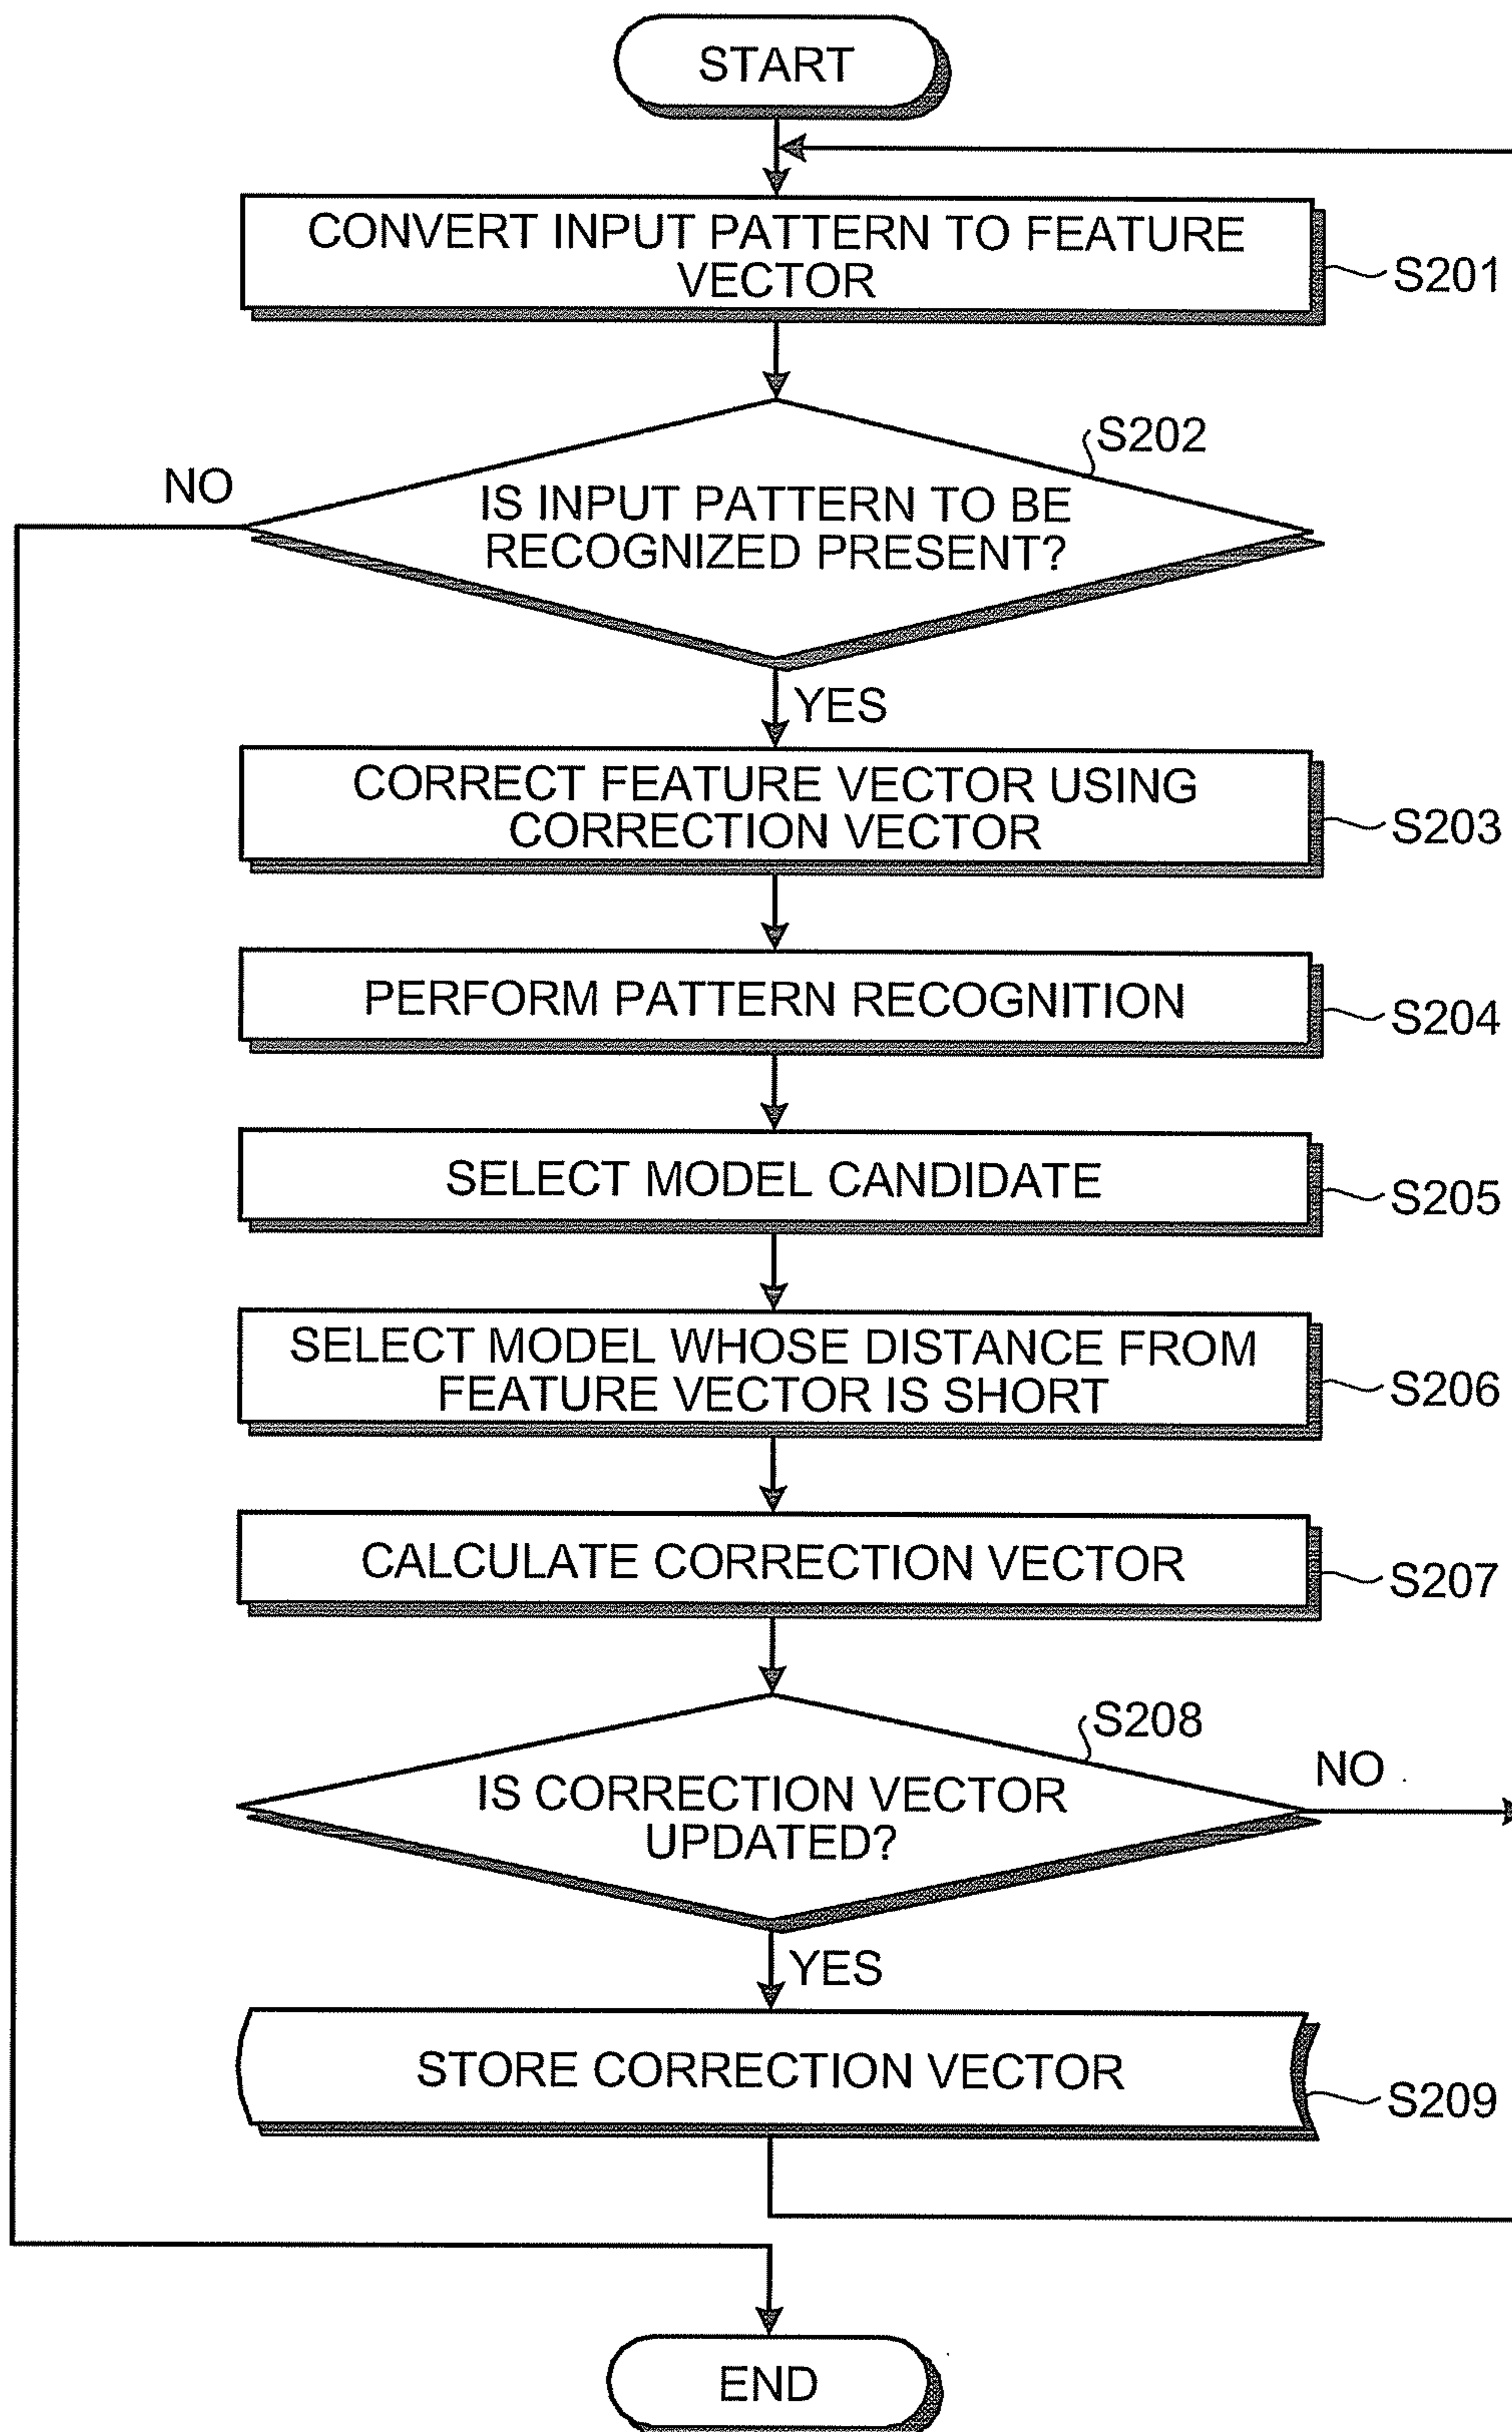 START
CONVERT INPUT PATTERN TO FEATURE
VECTOR
S201
S202
NO
IS INPUT PATTERN TO BE
RECOGNIZED PRESENT?
YES
CORRECT FEATURE VECTOR USING
CORRECTION VECTOR
S203
PERFORM PATTERN RECOGNITION
S204
SELECT MODEL CANDIDATE
S205
SELECT MODEL WHOSE DISTANCE FROM
FEATURE VECTOR IS SHORT
S206
CALCULATE CORRECTION VECTOR
S207
S208
NO
IS CORRECTION VECTOR
UPDATED?
YES
STORE CORRECTION VECTOR
S209
END